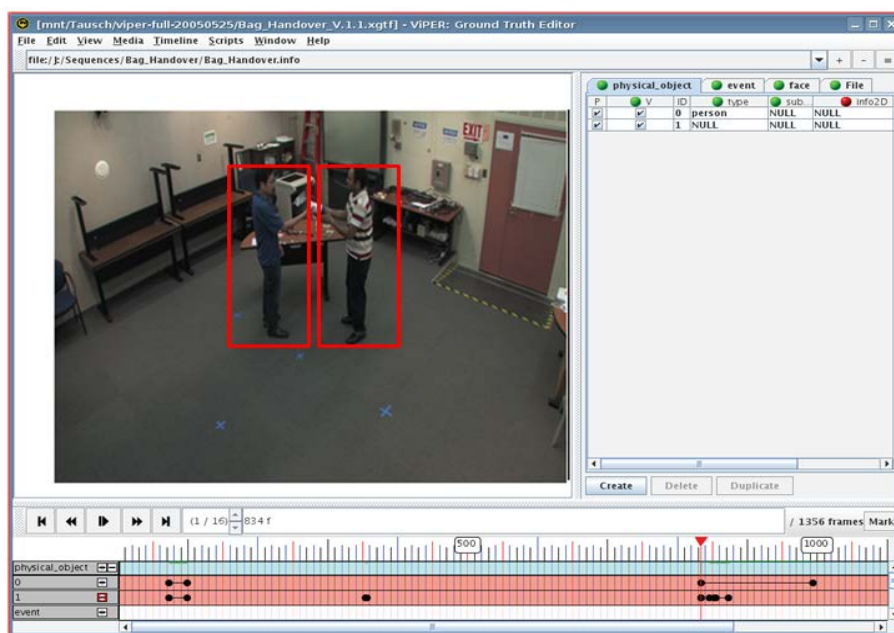 [mnt/Tausch/viper-full-20050525/Bag_Handover_V.1.1.xgtf] - ViPER: Ground Truth Editor
File Edit View Media Timeline Scripts Window Help
file:/J:/Sequences/Bag_Handover/Bag_Handover.info
physical_object event face File
P V ID type sub... info2D
0 person NULL NULL
1 NULL NULL NULL
EXIT
Create Delete Duplicate
(1 / 16) 834 f / 1356 frames Mark
500 1000
physical_object
0
1
event